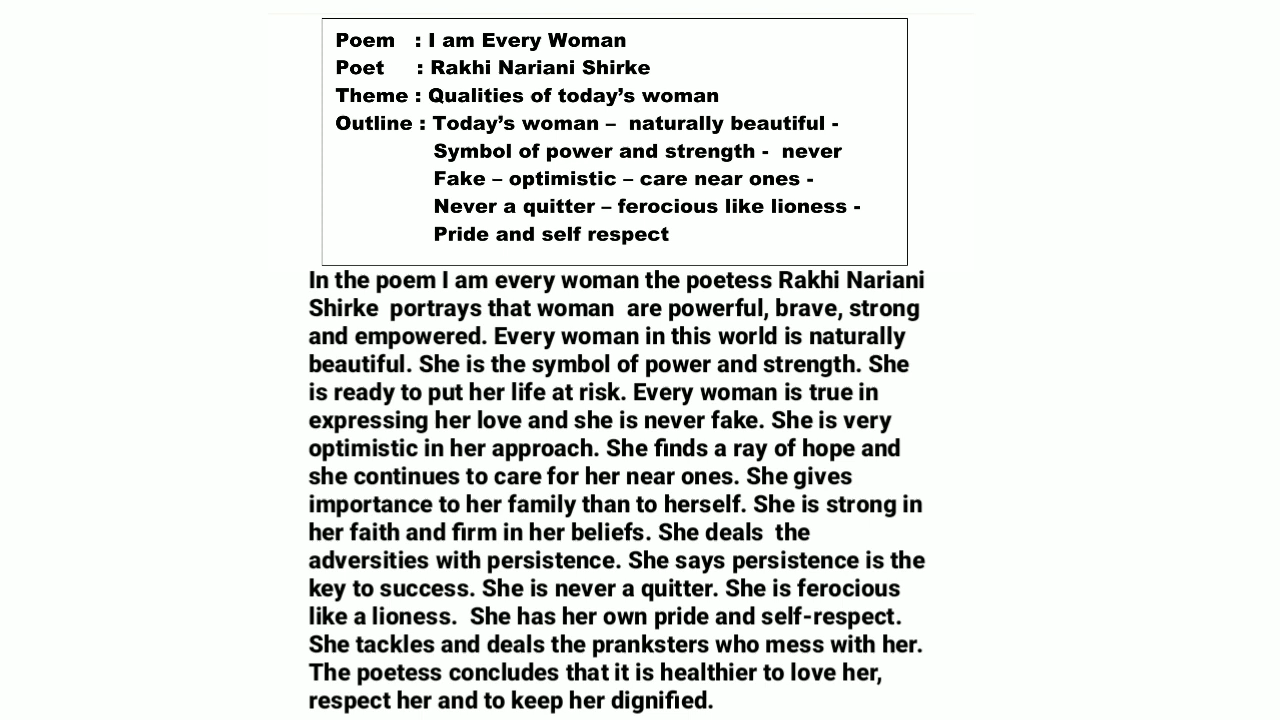 Poem : I am Every Woman
Poet : Rakhi Nariani Shirke
Theme : Qualities of today’s woman
Outline : Today’s woman – naturally beautiful -
Symbol of power and strength - never
Fake – optimistic – care near ones -
Never a quitter – ferocious like lioness -
Pride and self respect
In the poem I am every woman the poetess Rakhi Nariani
Shirke portrays that woman are powerful, brave, strong
and empowered. Every woman in this world is naturally
beautiful. She is the symbol of power and strength. She
is ready to put her life at risk. Every woman is true in
expressing her love and she is never fake. She is very
optimistic in her approach. She finds a ray of hope and
she continues to care for her near ones. She gives
importance to her family than to herself. She is strong in
her faith and firm in her beliefs. She deals the
adversities with persistence. She says persistence is the
key to success. She is never a quitter. She is ferocious
like a lioness. She has her own pride and self-respect.
She tackles and deals the pranksters who mess with her.
The poetess concludes that it is healthier to love her,
respect her and to keep her dignified.